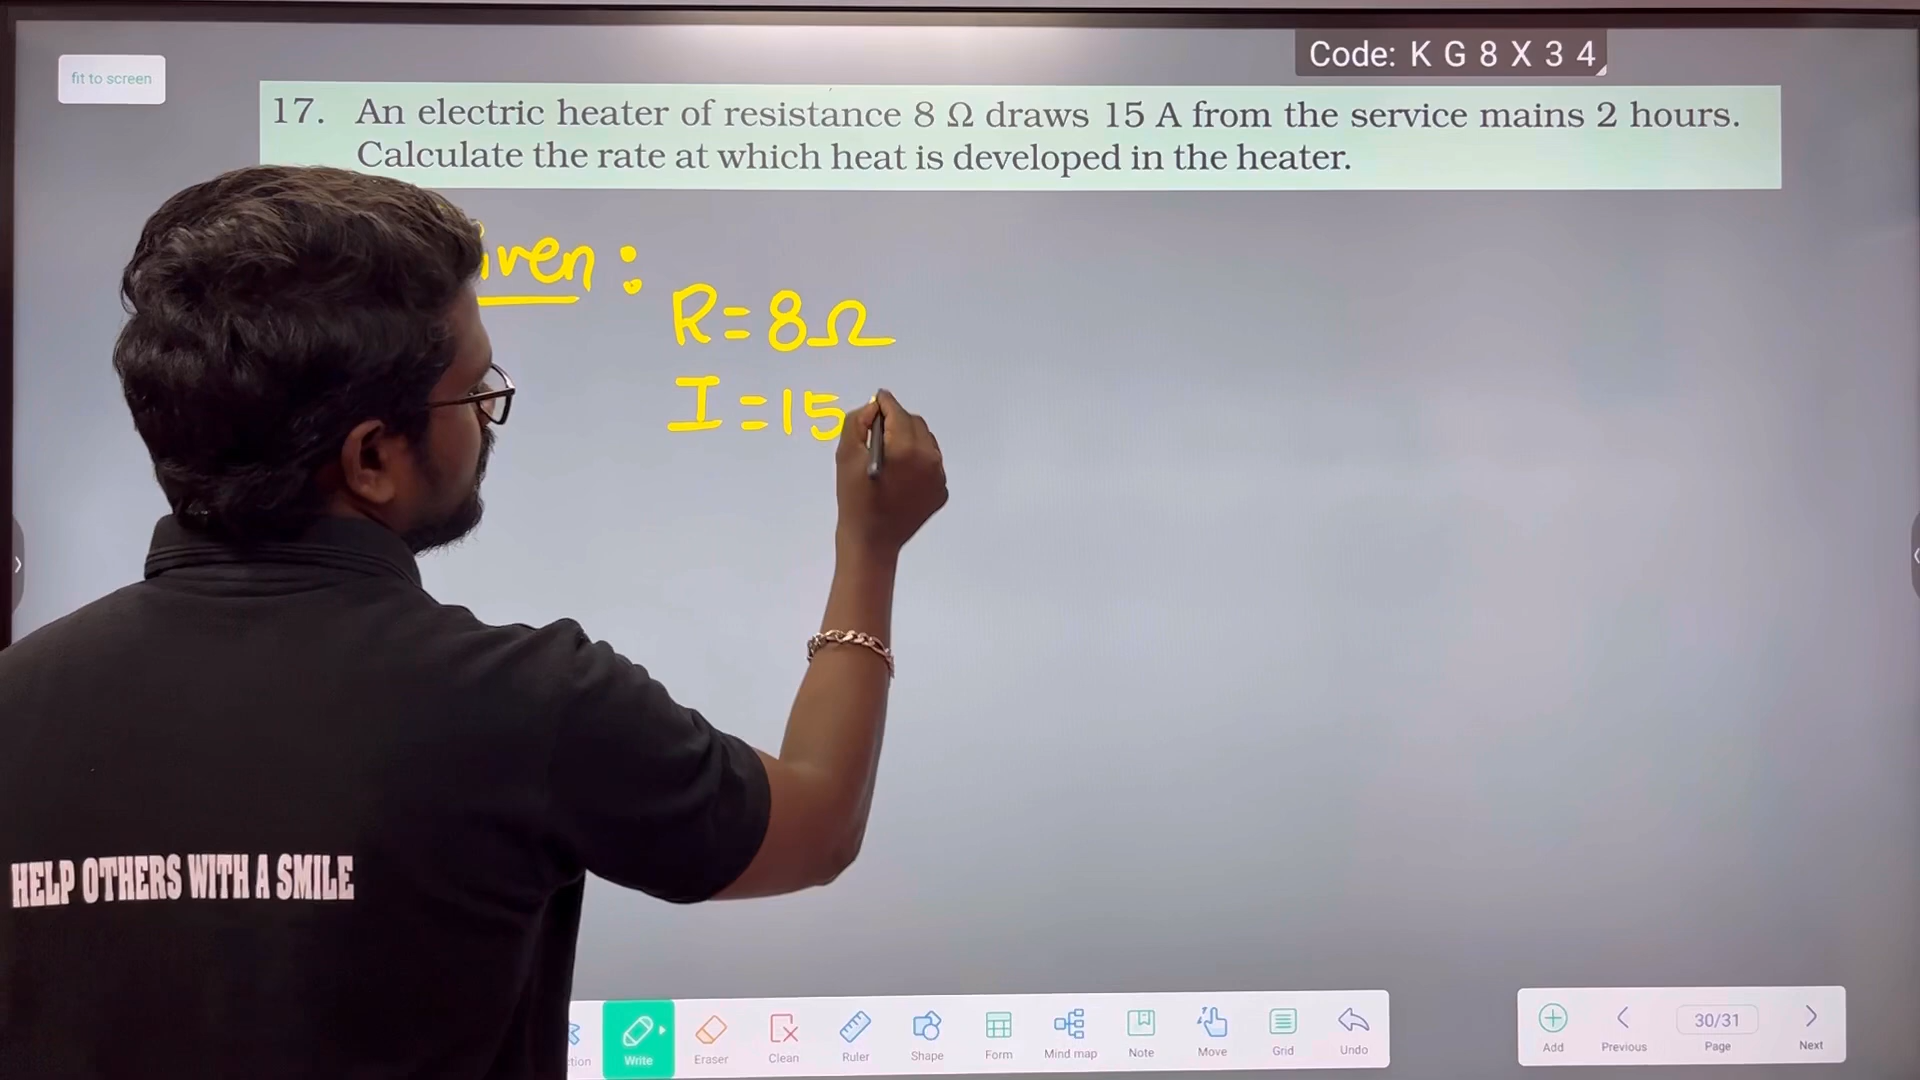 fit to screen
Code: K G 8 X 3 4
17. An electric heater of resistance 8 Ω draws 15 A from the service mains 2 hours.
Calculate the rate at which heat is developed in the heater.
R=8Ω
I=15
HELP OTHERS WITH A SMILE
Write
Eraser
Clean
Ruler
Shape
Form
Mind map
Note
Move
Grid
Undo
Add
Previous
30/31
Page
Next